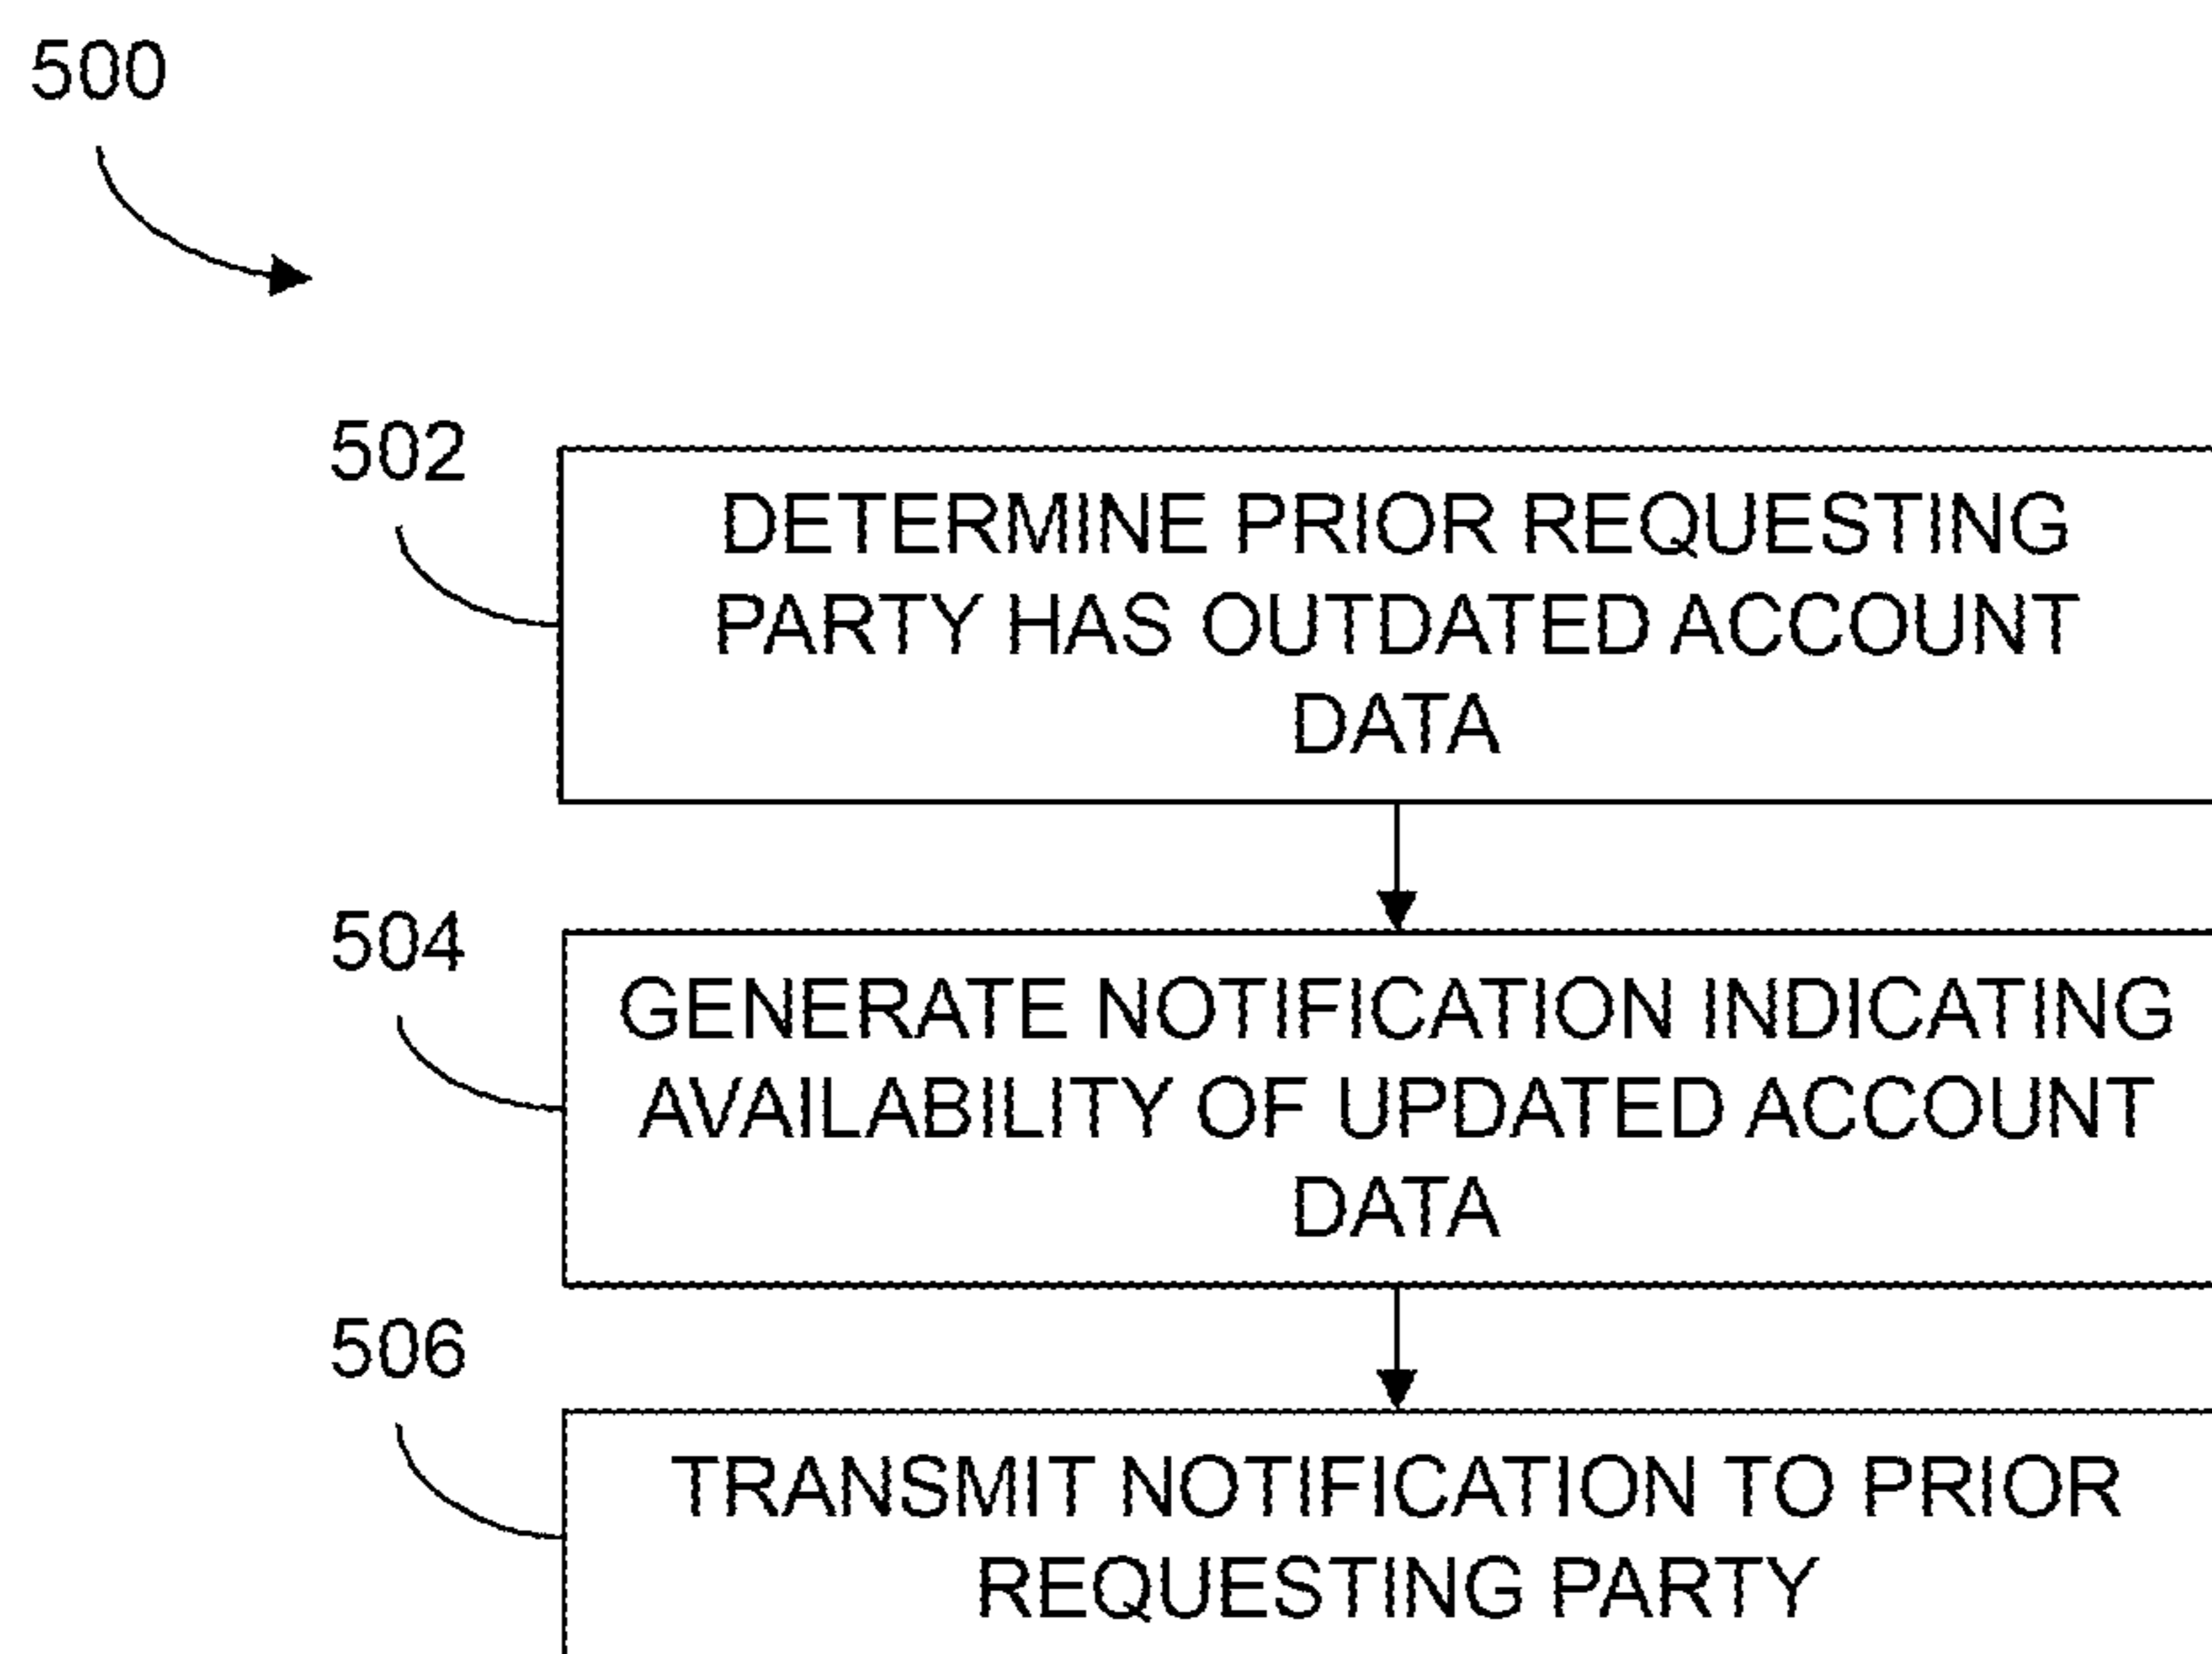 500
502
DETERMINE PRIOR REQUESTING
PARTY HAS OUTDATED ACCOUNT
DATA
504
GENERATE NOTIFICATION INDICATING
AVAILABILITY OF UPDATED ACCOUNT
DATA
506
TRANSMIT NOTIFICATION TO PRIOR
REQUESTING PARTY